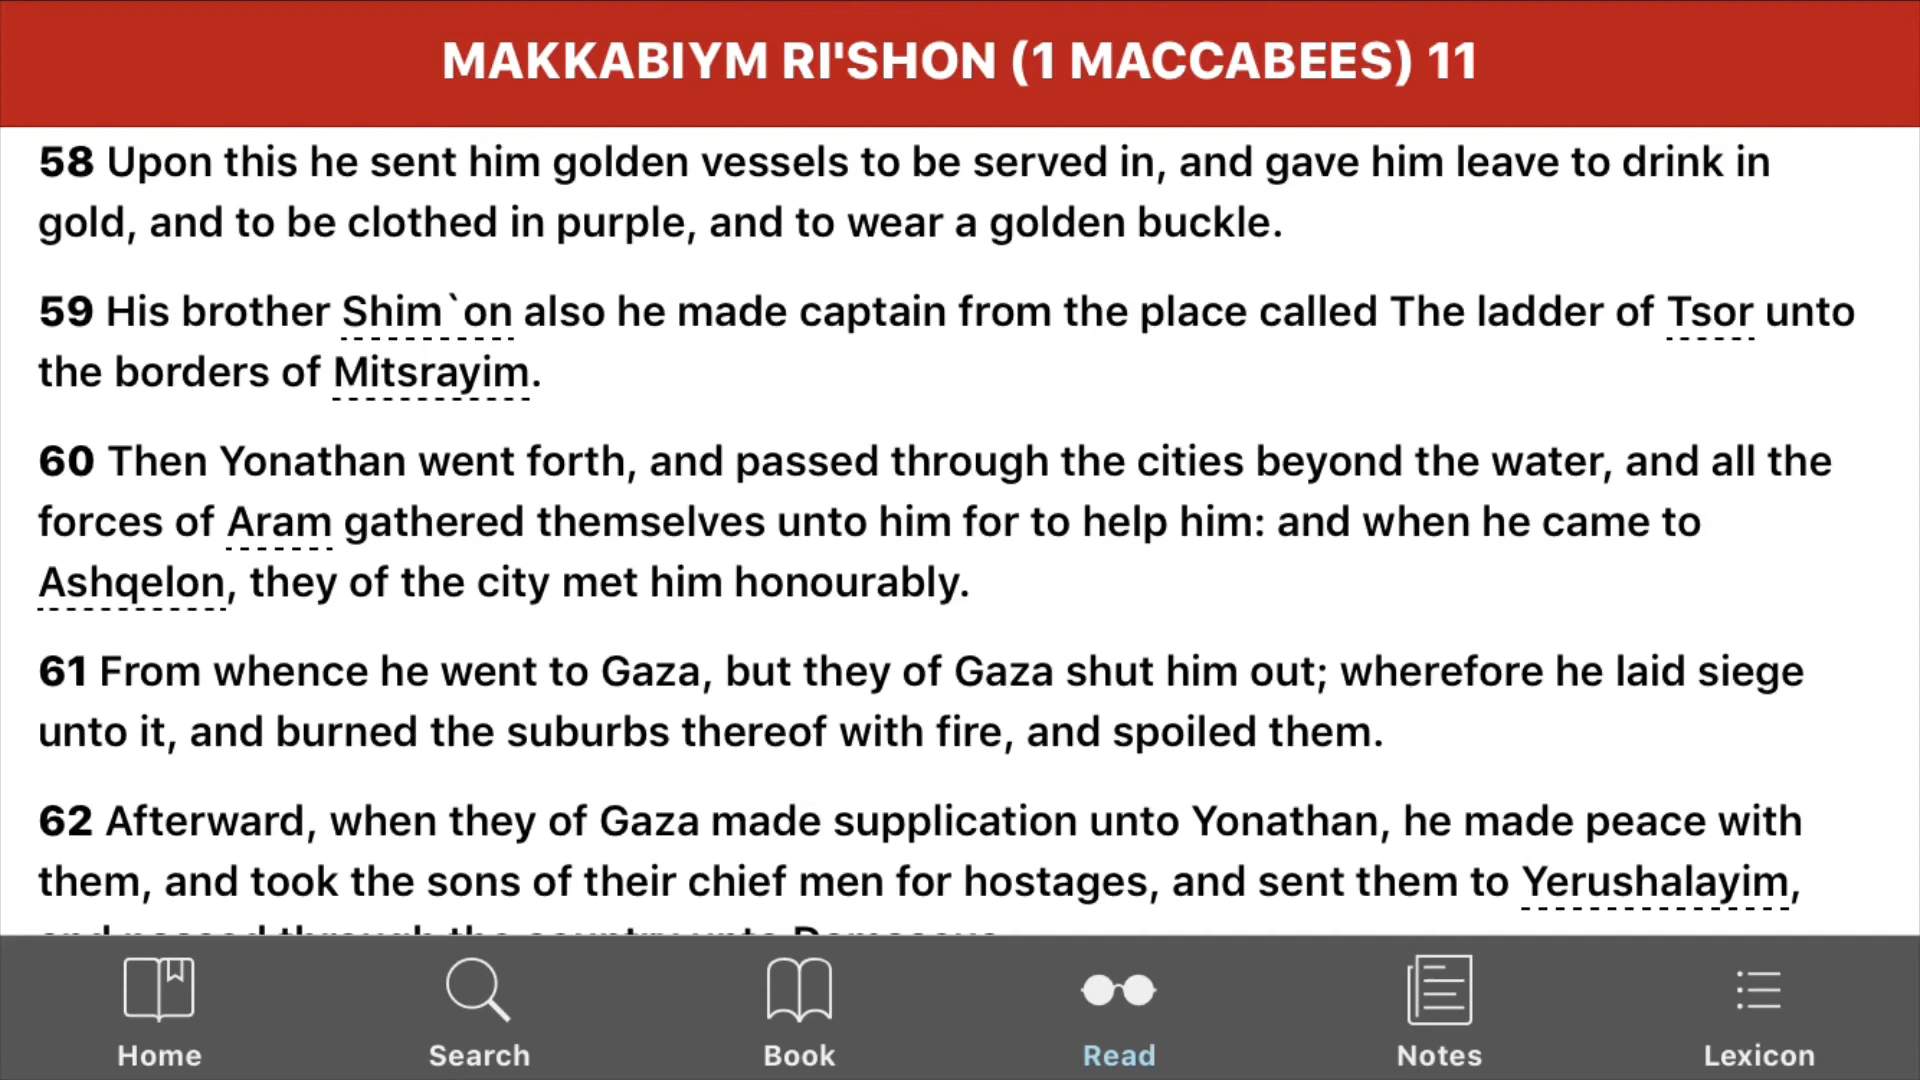 MAKKABIYM RI'SHON (1 MACCABEES) 11
58 Upon this he sent him golden vessels to be served in, and gave him leave to drink in
gold, and to be clothed in purple, and to wear a golden buckle.
59 His brother Shim`on also he made captain from the place called The ladder of Tsor unto
the borders of Mitsrayim.
60 Then Yonathan went forth, and passed through the cities beyond the water, and all the
forces of Aram gathered themselves unto him for to help him: and when he came to
Ashqelon, they of the city met him honourably.
61 From whence he went to Gaza, but they of Gaza shut him out; wherefore he laid siege
unto it, and burned the suburbs thereof with fire, and spoiled them.
62 Afterward, when they of Gaza made supplication unto Yonathan, he made peace with
them, and took the sons of their chief men for hostages, and sent them to Yerushalayim,
and passed through the country unto Damascus
Home Search Book Read Notes Lexicon